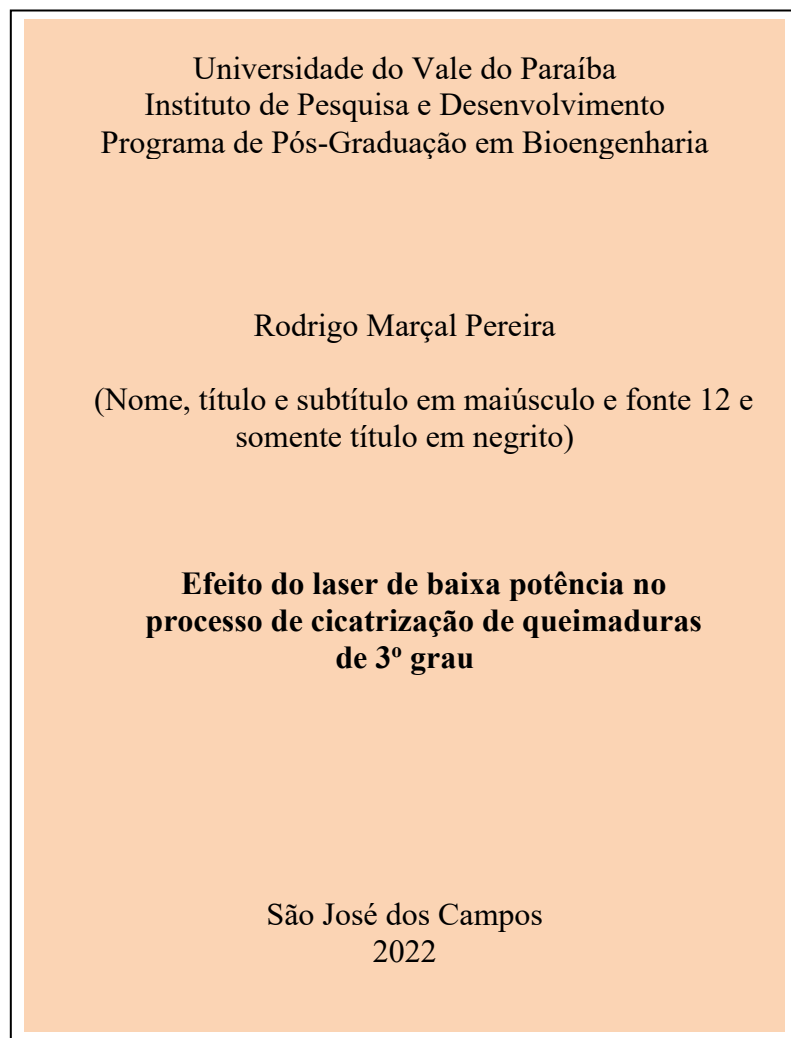 Universidade do Vale do Paraíba
Instituto de Pesquisa e Desenvolvimento
Programa de Pós-Graduação em Bioengenharia
Rodrigo Marçal Pereira
(Nome, título e subtítulo em maiúsculo e fonte 12 e
somente título em negrito)
Efeito do laser de baixa potência no
processo de cicatrização de queimaduras
de 3º grau
São José dos Campos
2022